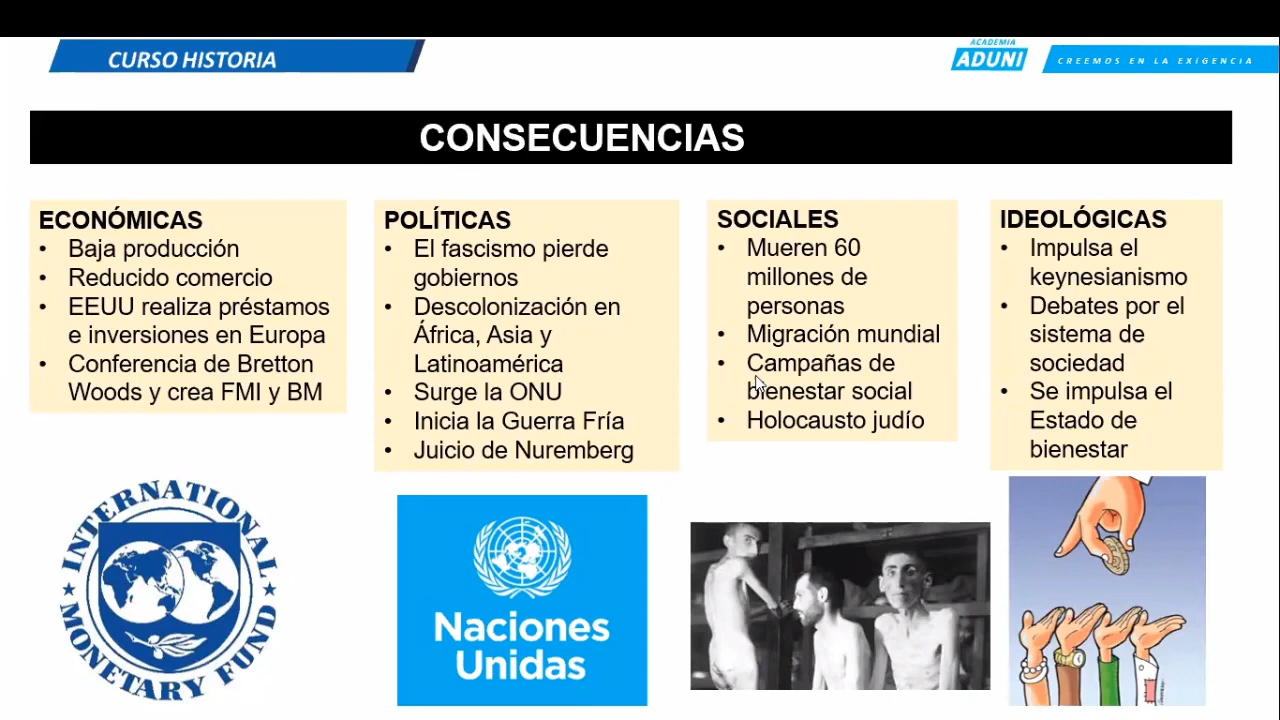 CURSO HISTORIA
ACADEMIA
ADUNI
CREEMOS EN LA EXIGENCIA
CONSECUENCIAS
ECONÓMICAS
• Baja producción
• Reducido comercio
• EEUU realiza préstamos
e inversiones en Europa
• Conferencia de Bretton
Woods y crea FMI y BM
POLÍTICAS
• El fascismo pierde
gobiernos
• Descolonización en
África, Asia y
Latinoamérica
• Surge la ONU
• Inicia la Guerra Fría
• Juicio de Nuremberg
SOCIALES
• Mueren 60
millones de
personas
• Migración mundial
• Campañas de
bienestar social
• Holocausto judío
IDEOLÓGICAS
• Impulsa el
keynesianismo
• Debates por el
sistema de
sociedad
• Se impulsa el
Estado de
bienestar
INTERNATIONAL
MONETARY FUND
Naciones
Unidas